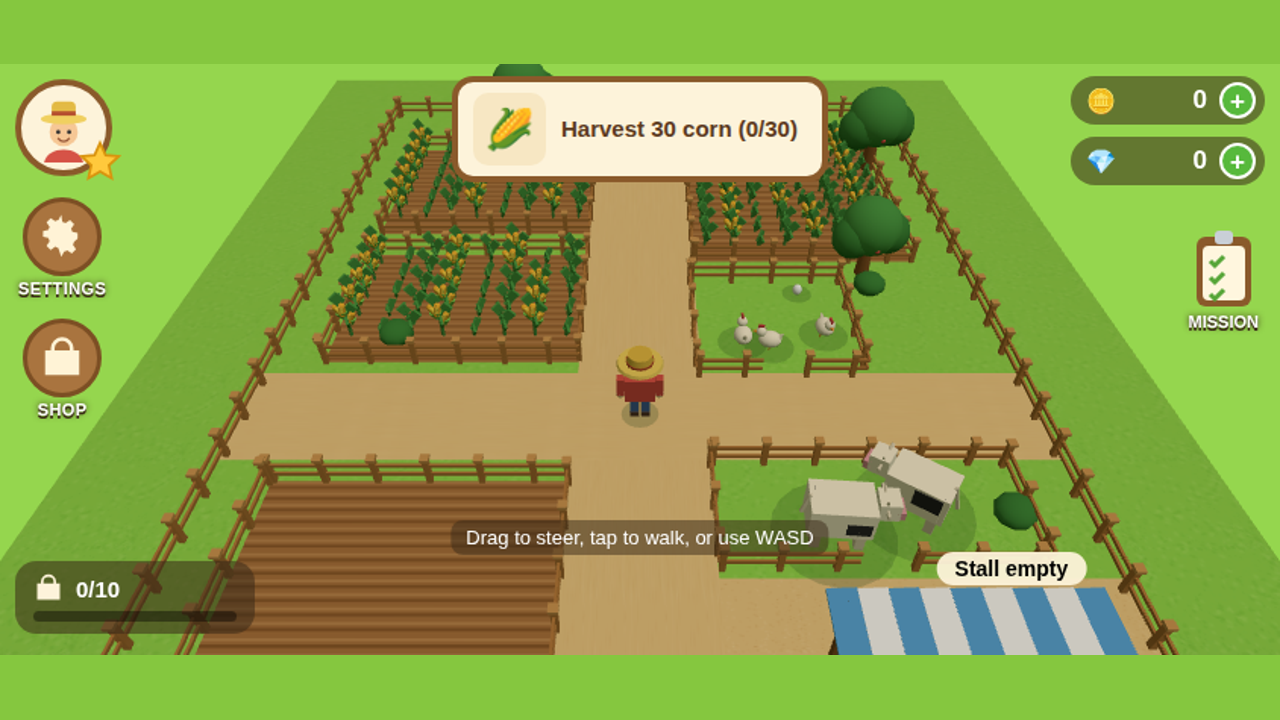 Harvest 30 corn (0/30)
0
0
SETTINGS
MISSION
SHOP
Drag to steer, tap to walk, or use WASD
Stall empty
0/10